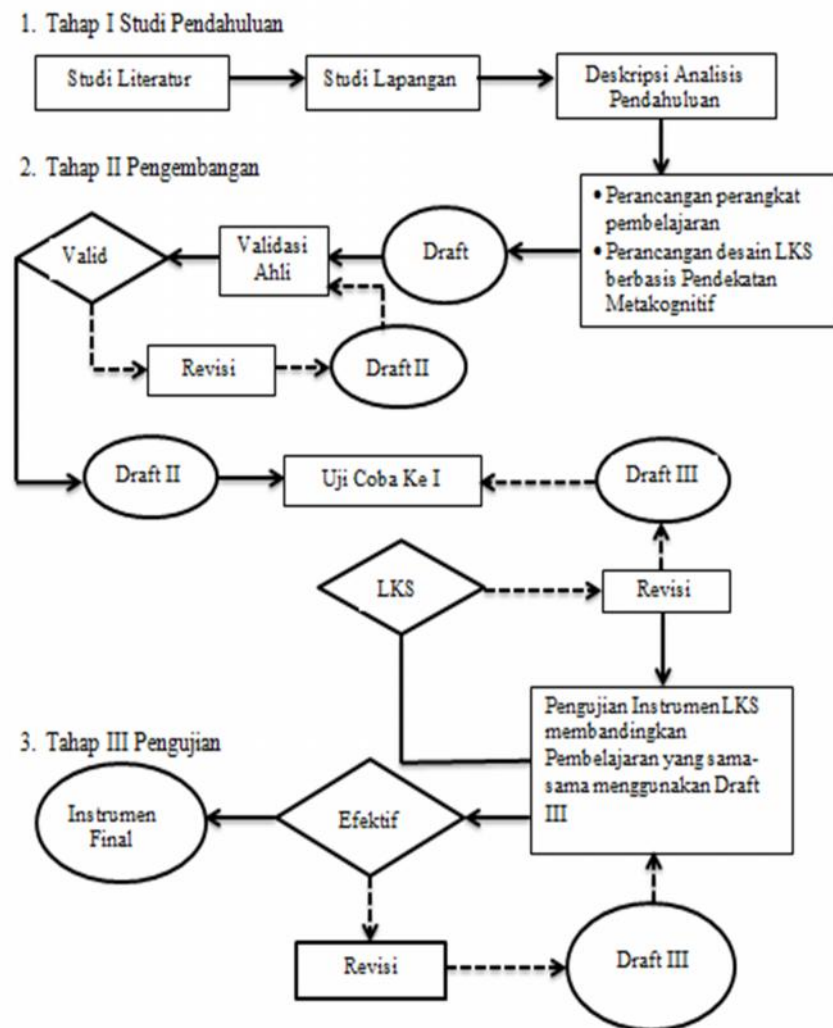 1. Tahap I Studi Pendahuluan
Studi Literatur
Studi Lapangan
Deskripsi Analisis
Pendahuluan
2. Tahap II Pengembangan
• Perancangan perangkat
pembelajaran
• Perancangan desain LKS
berbasis Pendekatan
Metakognitif
Draft
Validasi
Ahli
Valid
Revisi
Draft II
Draft II
Uji Coba Ke I
Draft III
LKS
Revisi
Pengujian Instrumen LKS
membandingkan
Pembelajaran yang sama-
sama menggunakan Draft
III
3. Tahap III Pengujian
Instrumen
Final
Efektif
Revisi
Draft III